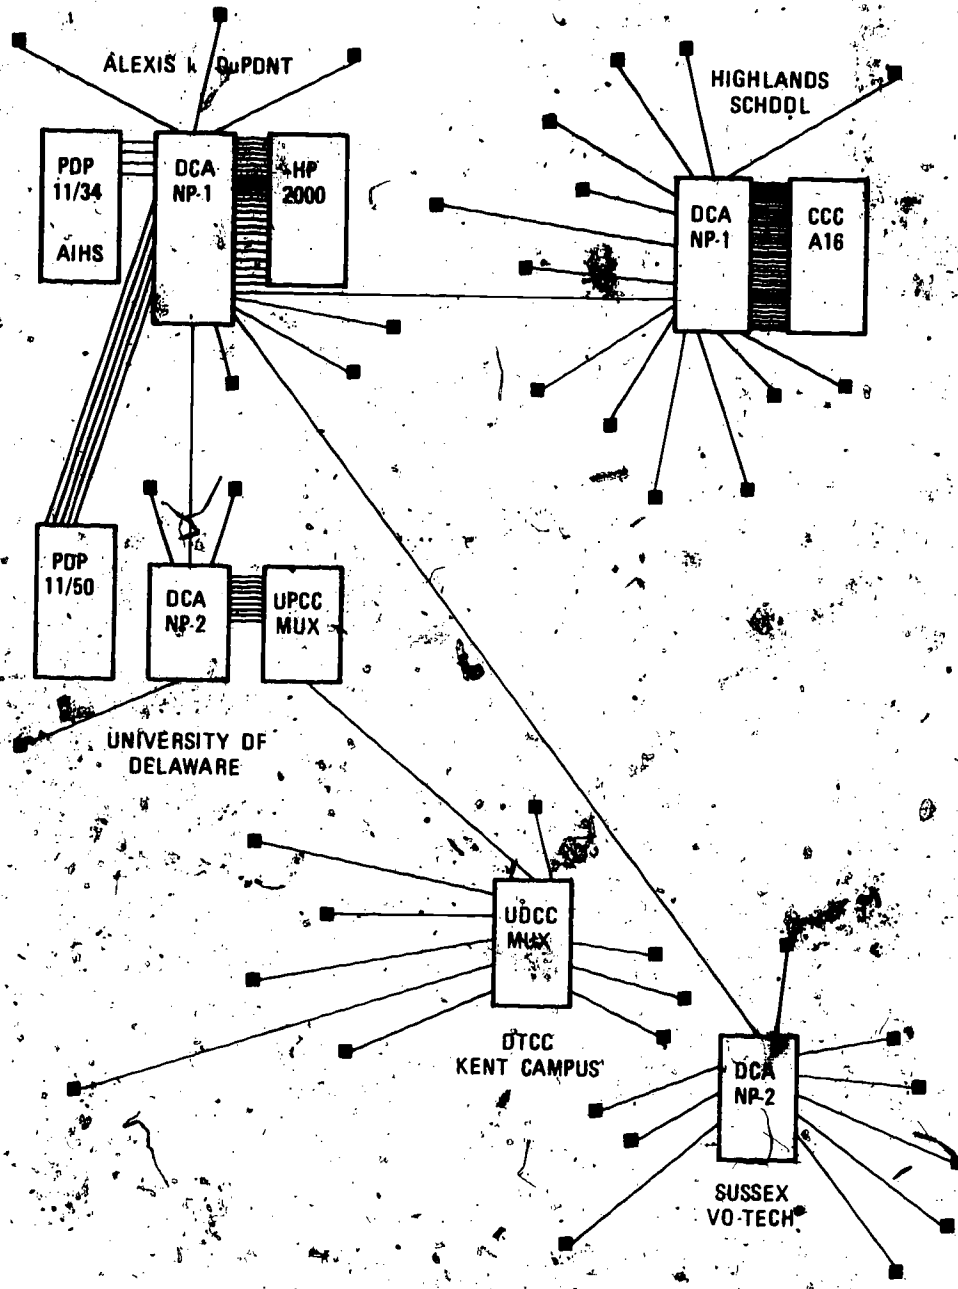 ALEXIS I. DuPONT
HIGHLANDS
SCHOOL
PDP
11/34
AIHS
DCA
NP-1
HP
2000
DCA
NP-1
CCC
A16
PDP
11/50
DCA
NP-2
UPCC
MUX
UNIVERSITY OF
DELAWARE
UDCC
MUX
DTCC
KENT CAMPUS
DCA
NP-2
SUSSEX
VO-TECH